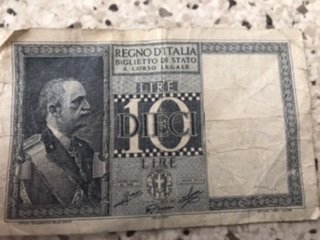 REGNO D'ITALIA
BIGLIETTO DI STATO
A CORSO LEGALE
LIRE
10
DIECI
LIRE